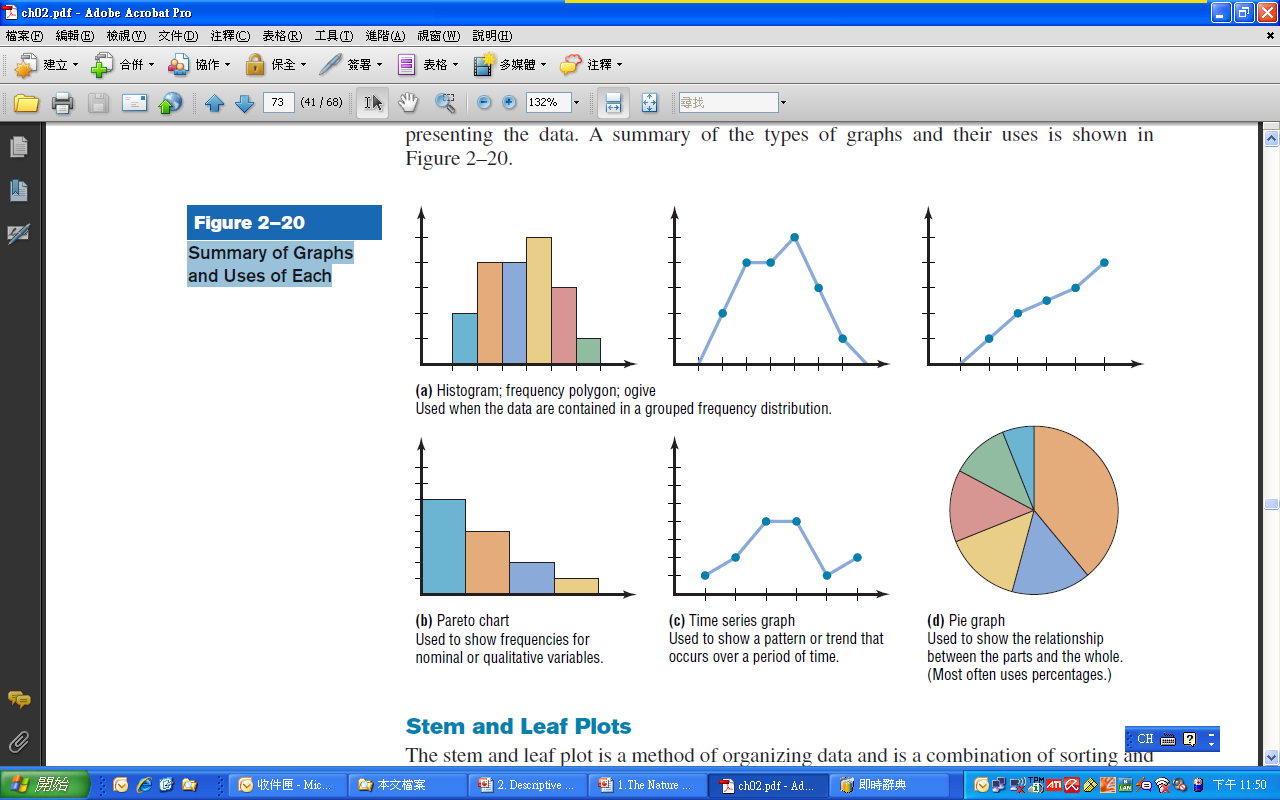 ch02.pdf - Adobe Acrobat Pro
檔案(F) 編輯(E) 檢視(V) 文件(D) 注釋(C) 表格(R) 工具(T) 進階(A) 視窗(W) 說明(H)
建立 合併 協作 保全 簽署 表格 多媒體 注釋
73 (41 / 68) 132% 尋找
presenting the data. A summary of the types of graphs and their uses is shown in
Figure 2–20.
Figure 2–20
Summary of Graphs
and Uses of Each
(a) Histogram; frequency polygon; ogive
Used when the data are contained in a grouped frequency distribution.
(b) Pareto chart
Used to show frequencies for
nominal or qualitative variables.
(c) Time series graph
Used to show a pattern or trend that
occurs over a period of time.
(d) Pie graph
Used to show the relationship
between the parts and the whole.
(Most often uses percentages.)
Stem and Leaf Plots
The stem and leaf plot is a method of organizing data and is a combination of sorting and
CH
開始 收件匣 - Mic... 本文檔案 2. Descriptive ... 1.The Nature ... ch02.pdf - Ad... 即時辭典 下午 11:50